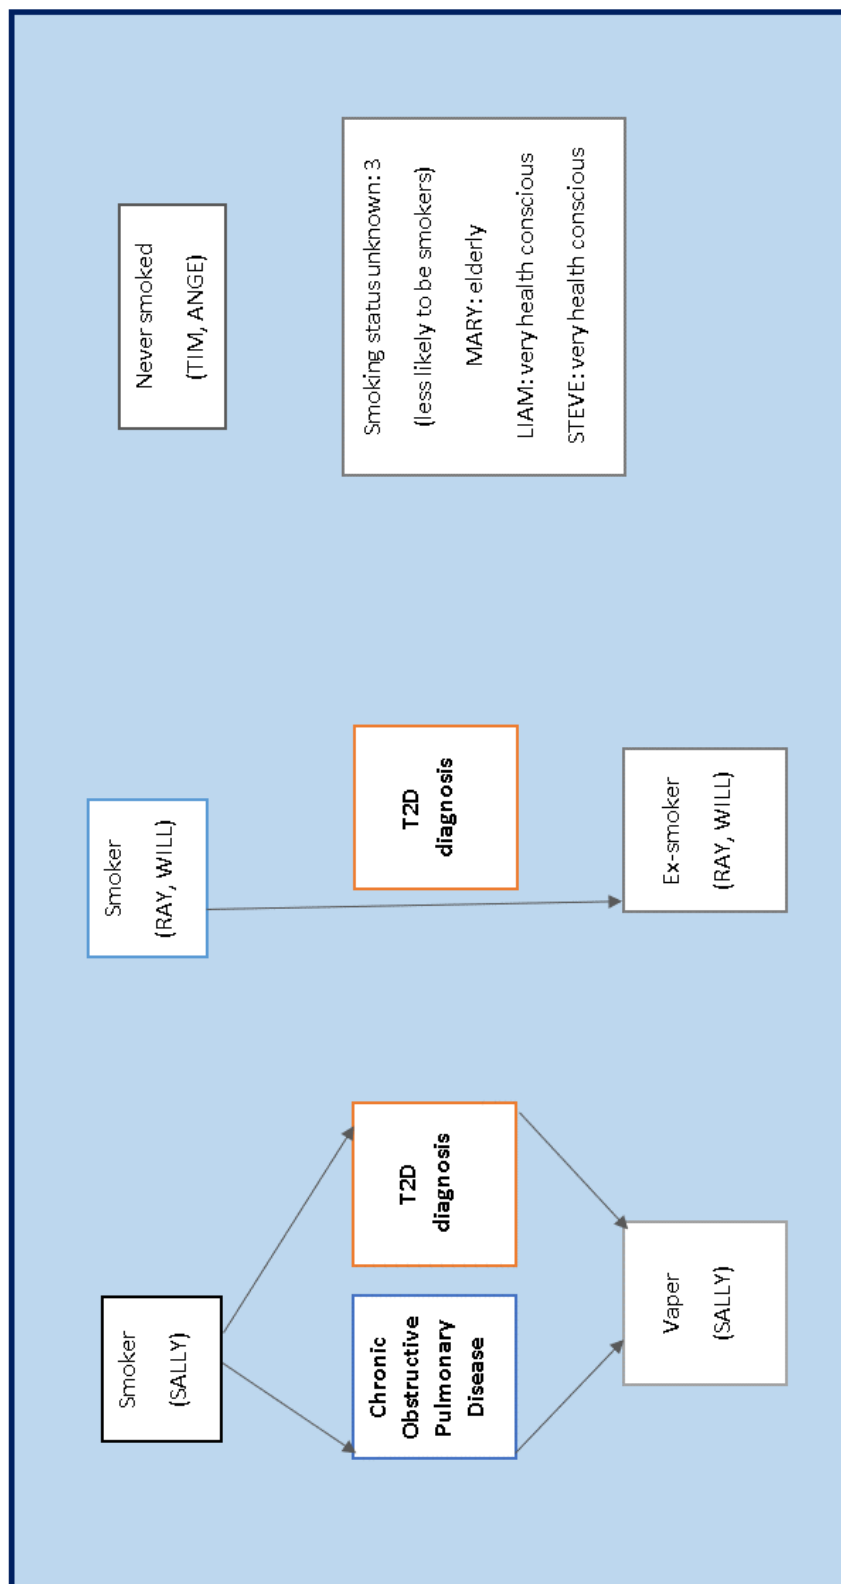 Smoker
(SALLY)
Chronic
Obstructive
Pulmonary
Disease
T2D
diagnosis
Vaper
(SALLY)
Smoker
(RAY, WILL)
T2D
diagnosis
Ex-smoker
(RAY, WILL)
Never smoked
(TIM, ANGE)
Smoking status unknown: 3
(less likely to be smokers)
MARY: elderly
LIAM: very health conscious
STEVE: very health conscious